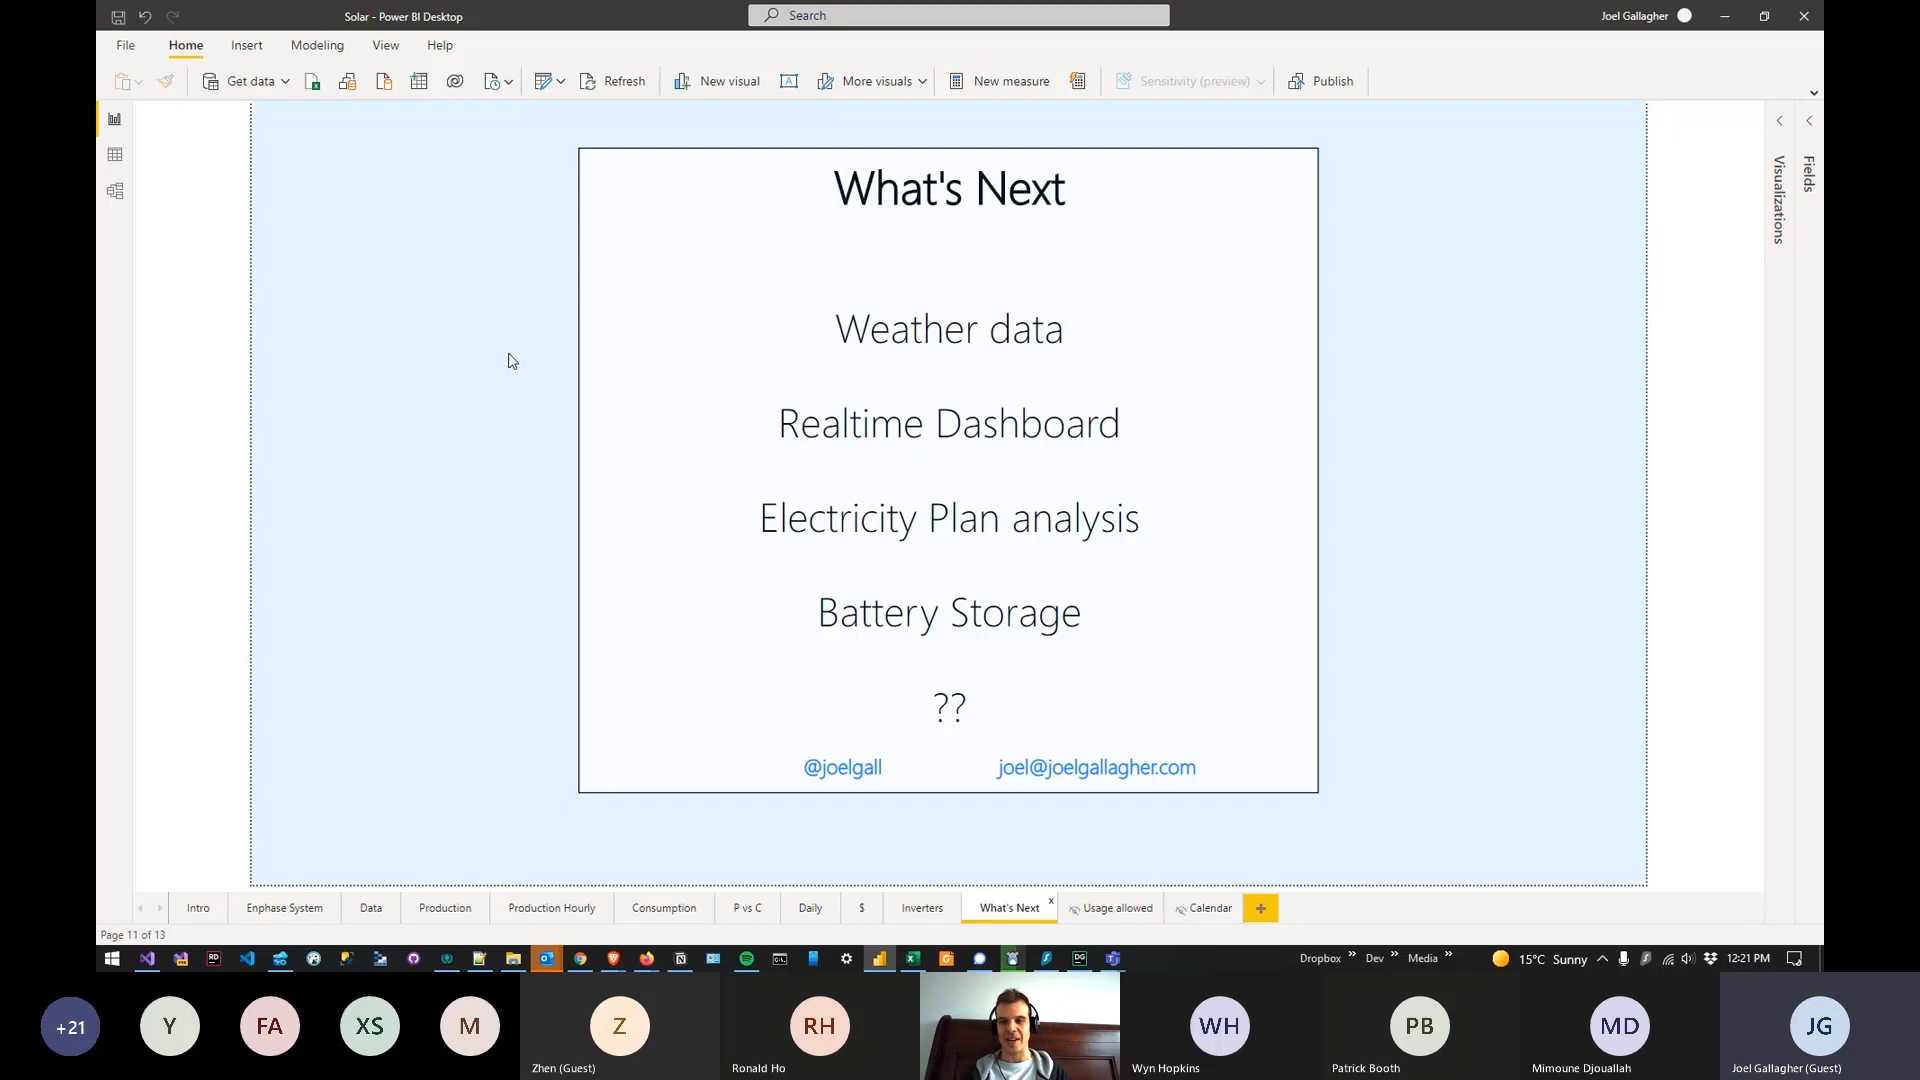 Solar - Power BI Desktop
Search
Joel Gallagher
File Home Insert Modeling View Help
Get data Refresh New visual More visuals New measure Sensitivity (preview) Publish
What's Next
Weather data
Realtime Dashboard
Electricity Plan analysis
Battery Storage
??
@joelgall joel@joelgallagher.com
Visualizations
Fields
Intro Enphase System Data Production Production Hourly Consumption P vs C Daily $ Inverters What's Next x Usage allowed Calendar +
Page 11 of 13
RD DG Dropbox » Dev » Media » 15°C Sunny 12:21 PM
+21 Y FA XS M Z RH WH PB MD JG
Zhen (Guest) Ronald Ho Wyn Hopkins Patrick Booth Mimoune Djouallah Joel Gallagher (Guest)